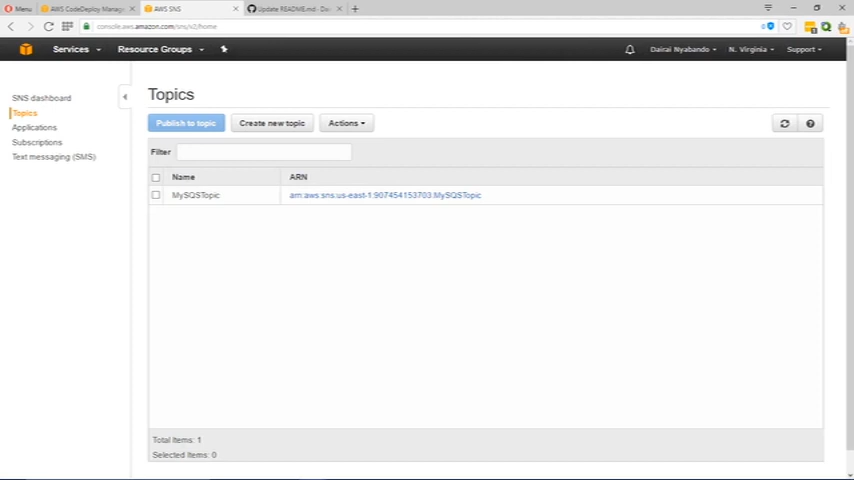 Menu
AWS CodeDeploy Manage
AWS SNS
Update README.md - Da
console.aws.amazon.com/sns/v2/home
Services
Resource Groups
Dairai Nyabando
N. Virginia
Support
SNS dashboard
Topics
Applications
Subscriptions
Text messaging (SMS)
Topics
Publish to topic
Create new topic
Actions
Filter
Name
ARN
MySQSTopic
arn:aws:sns:us-east-1:907454153703:MySQSTopic
Total Items: 1
Selected Items: 0